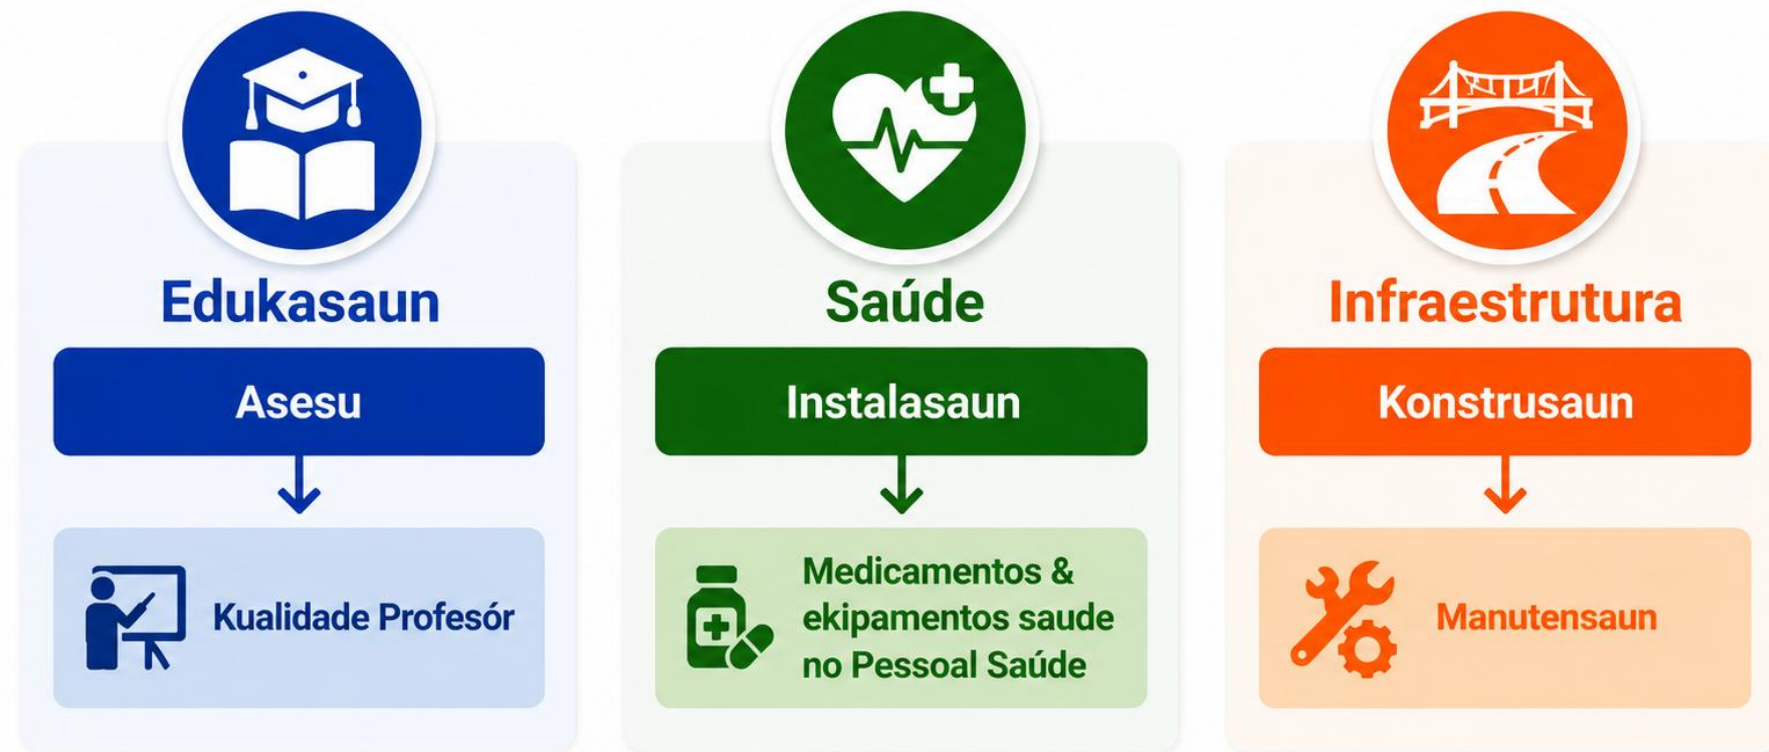 Edukasaun
Asesu
Kualidade Profesór
Saúde
Instalasaun
Medicamentos &
ekipamentos saude
no Pessoal Saúde
Infraestrutura
Konstrusaun
Manutensaun